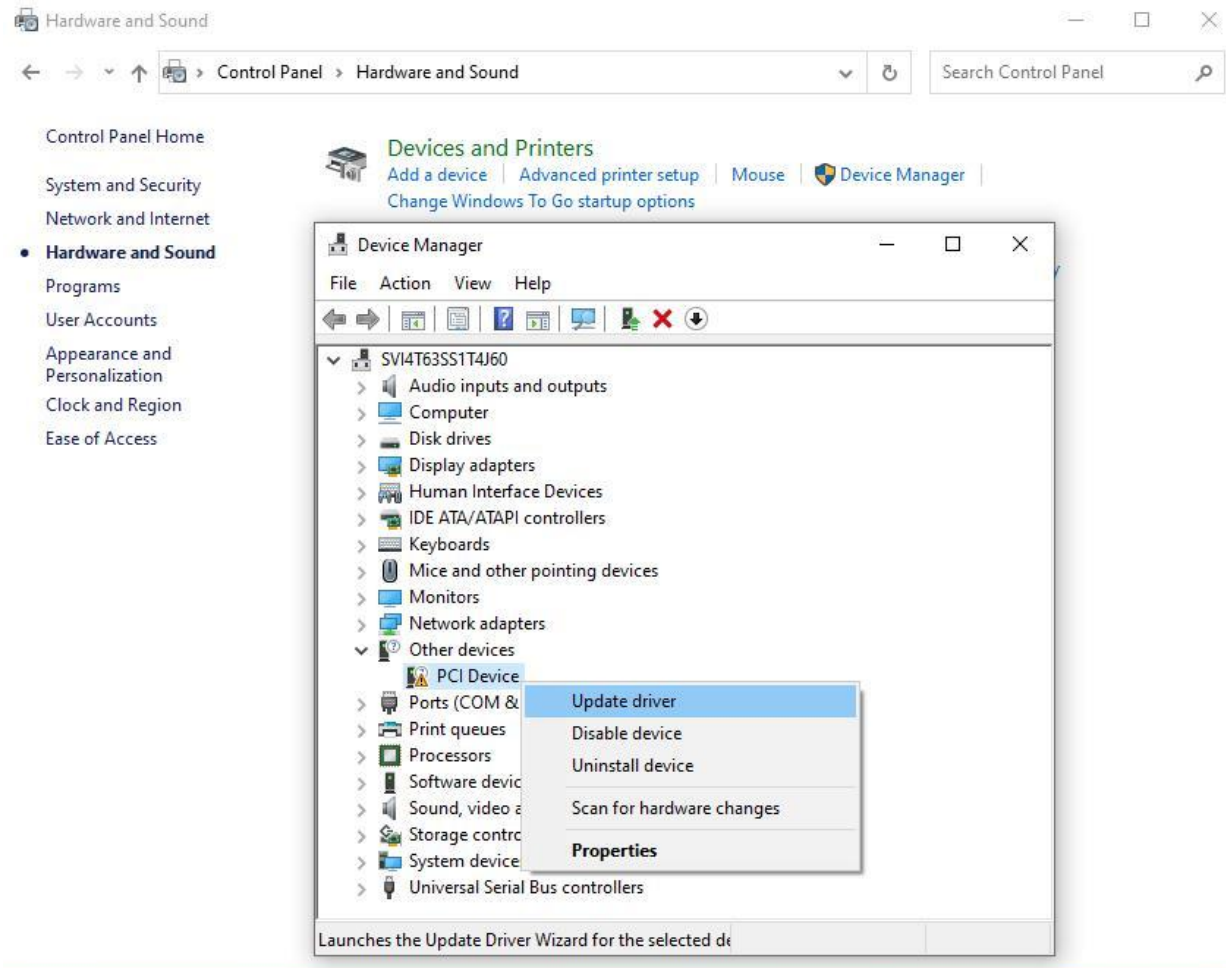 Hardware and Sound
Control Panel > Hardware and Sound
Search Control Panel
Control Panel Home
System and Security
Network and Internet
Hardware and Sound
Programs
User Accounts
Appearance and
Personalization
Clock and Region
Ease of Access
Devices and Printers
Add a device
Advanced printer setup
Mouse
Device Manager
Change Windows To Go startup options
Device Manager
File Action View Help
SVI4T63SS1T4J60
Audio inputs and outputs
Computer
Disk drives
Display adapters
Human Interface Devices
IDE ATA/ATAPI controllers
Keyboards
Mice and other pointing devices
Monitors
Network adapters
Other devices
PCI Device
Ports (COM &
Print queues
Processors
Software devic
Sound, video a
Storage contro
System device
Universal Serial Bus controllers
Update driver
Disable device
Uninstall device
Scan for hardware changes
Properties
Launches the Update Driver Wizard for the selected de